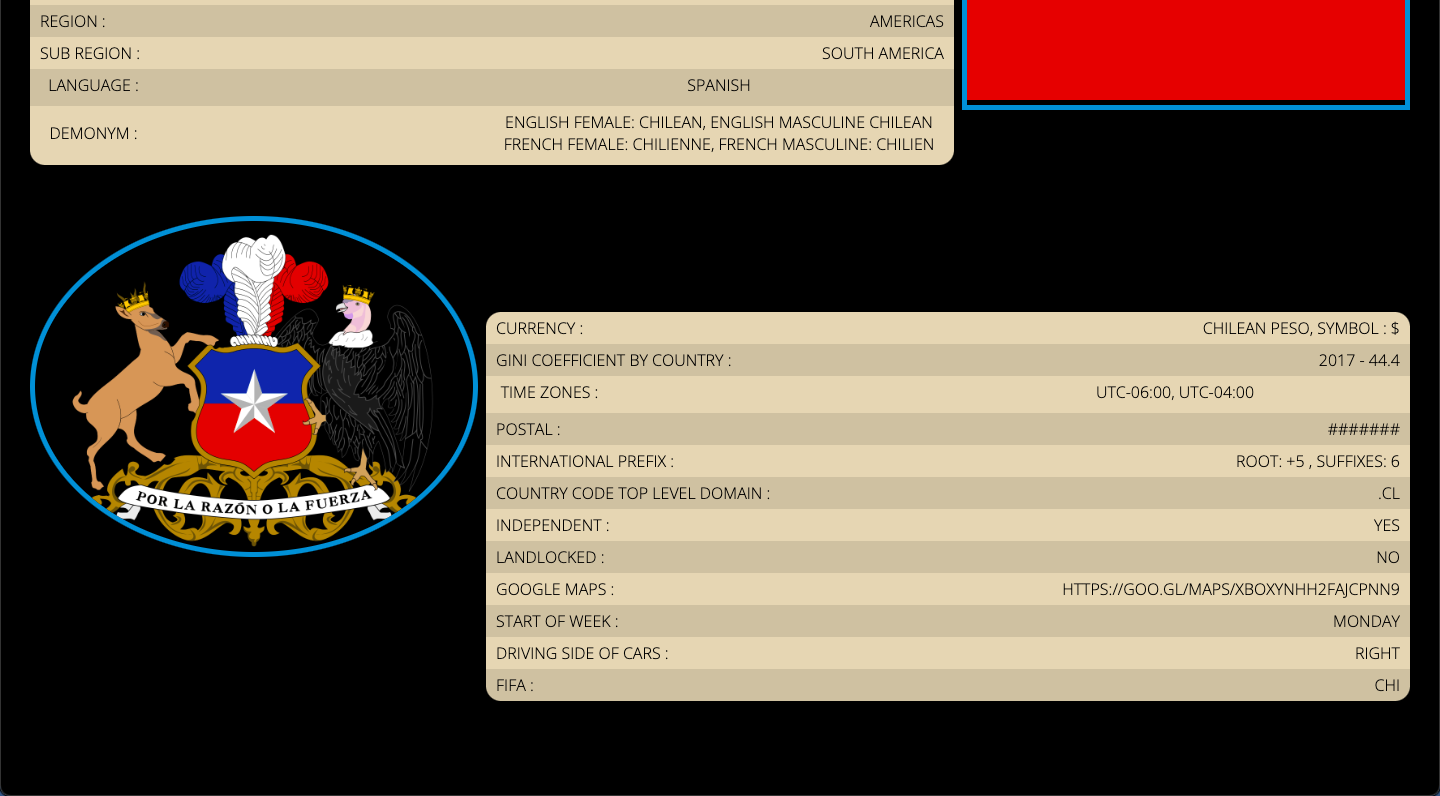 REGION : AMERICAS
SUB REGION : SOUTH AMERICA
LANGUAGE : SPANISH
DEMONYM : ENGLISH FEMALE: CHILEAN, ENGLISH MASCULINE CHILEAN
FRENCH FEMALE: CHILIENNE, FRENCH MASCULINE: CHILIEN
POR LA RAZÓN O LA FUERZA
CURRENCY : CHILEAN PESO, SYMBOL : $
GINI COEFFICIENT BY COUNTRY : 2017 - 44.4
TIME ZONES : UTC-06:00, UTC-04:00
POSTAL : #######
INTERNATIONAL PREFIX : ROOT: +5 , SUFFIXES: 6
COUNTRY CODE TOP LEVEL DOMAIN : .CL
INDEPENDENT : YES
LANDLOCKED : NO
GOOGLE MAPS : HTTPS://GOO.GL/MAPS/XBOXYNHH2FAJCPNN9
START OF WEEK : MONDAY
DRIVING SIDE OF CARS : RIGHT
FIFA : CHI